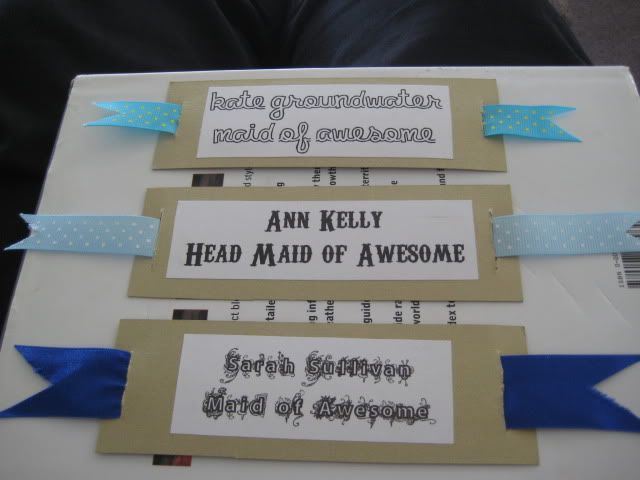 kate groundwater
maid of awesome
Ann Kelly
Head Maid of Awesome
Sarah Sullivan
Maid of Awesome